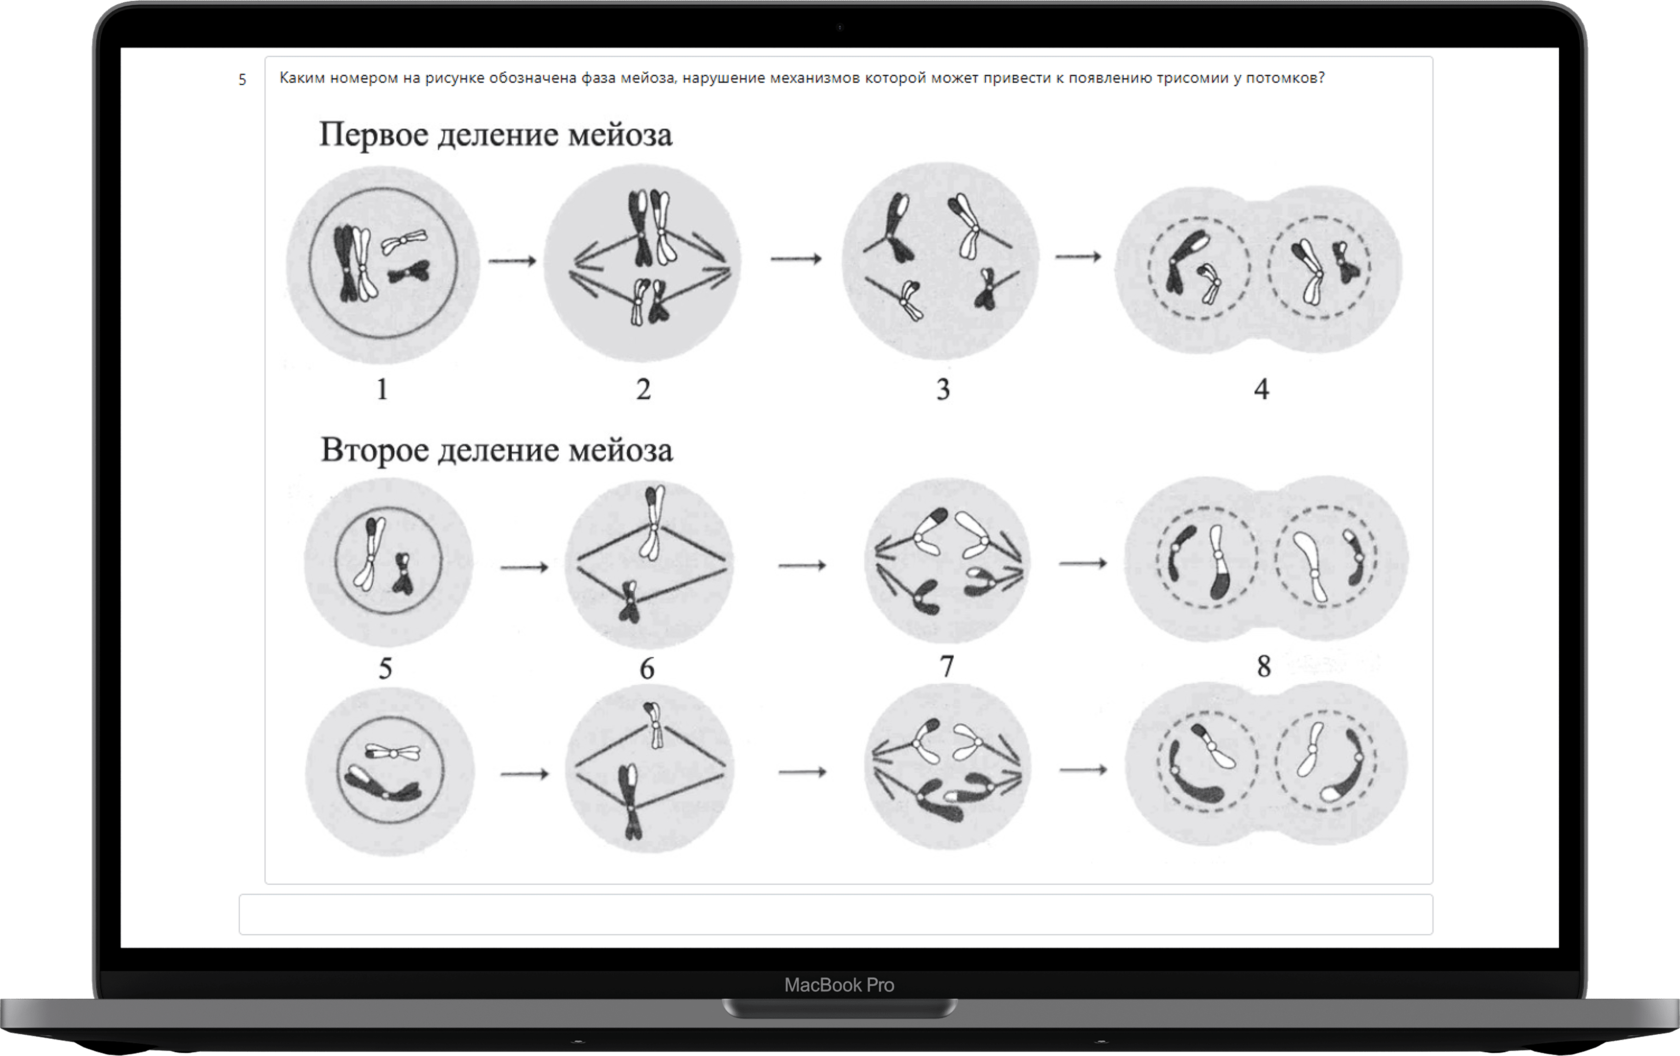 5 Каким номером на рисунке обозначена фаза мейоза, нарушение механизмов которой может привести к появлению трисомии у потомков?
Первое деление мейоза
1 2 3 4
Второе деление мейоза
5 6 7 8
MacBook Pro